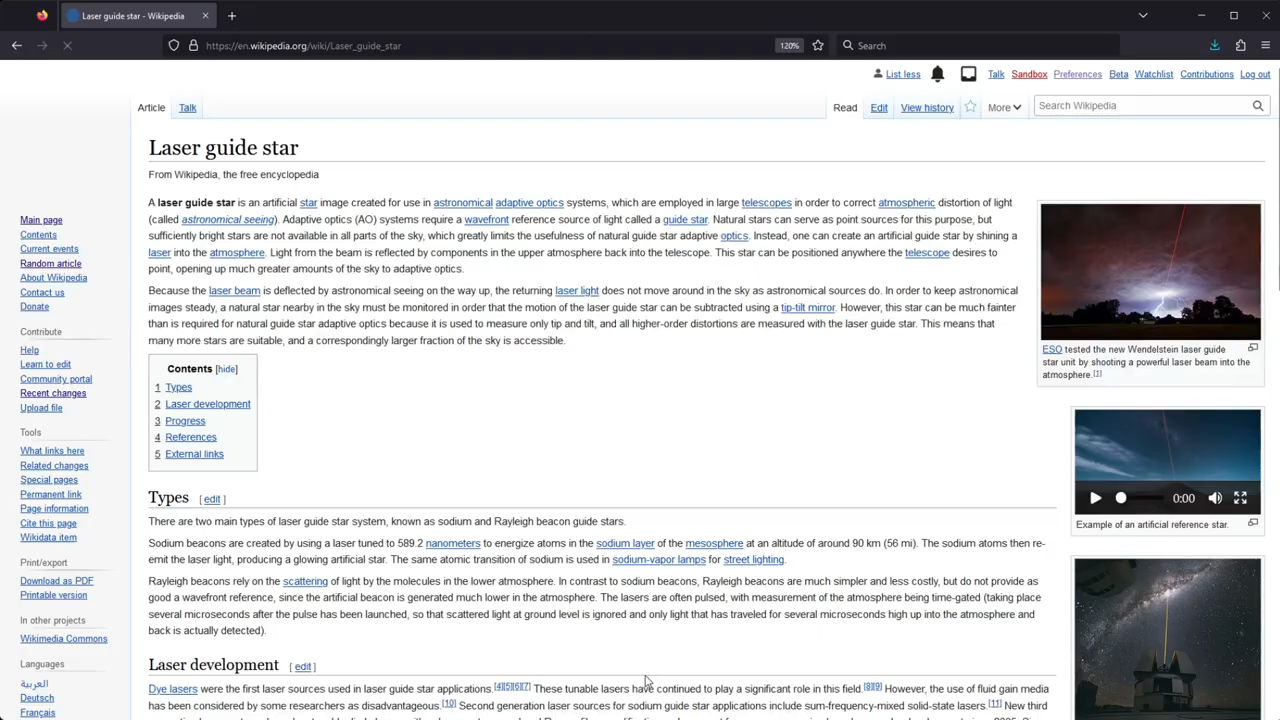 Laser guide star - Wikipedia
https://en.wikipedia.org/wiki/Laser_guide_star
120%
Search
List less
Talk
Sandbox
Preferences
Beta
Watchlist
Contributions
Log out
Article
Talk
Read
Edit
View history
More
Search Wikipedia
Laser guide star
From Wikipedia, the free encyclopedia
Main page
Contents
Current events
Random article
About Wikipedia
Contact us
Donate
Contribute
Help
Learn to edit
Community portal
Recent changes
Upload file
Tools
What links here
Related changes
Special pages
Permanent link
Page information
Cite this page
Wikidata item
Print/export
Download as PDF
Printable version
In other projects
Wikimedia Commons
Languages
العربية
Deutsch
Français
A laser guide star is an artificial star image created for use in astronomical adaptive optics systems, which are employed in large telescopes in order to correct atmospheric distortion of light
(called astronomical seeing). Adaptive optics (AO) systems require a wavefront reference source of light called a guide star. Natural stars can serve as point sources for this purpose, but
sufficiently bright stars are not available in all parts of the sky, which greatly limits the usefulness of natural guide star adaptive optics. Instead, one can create an artificial guide star by shining a
laser into the atmosphere. Light from the beam is reflected by components in the upper atmosphere back into the telescope. This star can be positioned anywhere the telescope desires to
point, opening up much greater amounts of the sky to adaptive optics.
Because the laser beam is deflected by astronomical seeing on the way up, the returning laser light does not move around in the sky as astronomical sources do. In order to keep astronomical
images steady, a natural star nearby in the sky must be monitored in order that the motion of the laser guide star can be subtracted using a tip-tilt mirror. However, this star can be much fainter
than is required for natural guide star adaptive optics because it is used to measure only tip and tilt, and all higher-order distortions are measured with the laser guide star. This means that
many more stars are suitable, and a correspondingly larger fraction of the sky is accessible.
Contents [hide]
1 Types
2 Laser development
3 Progress
4 References
5 External links
Types [ edit ]
There are two main types of laser guide star system, known as sodium and Rayleigh beacon guide stars.
Sodium beacons are created by using a laser tuned to 589.2 nanometers to energize atoms in the sodium layer of the mesosphere at an altitude of around 90 km (56 mi). The sodium atoms then re-
emit the laser light, producing a glowing artificial star. The same atomic transition of sodium is used in sodium-vapor lamps for street lighting.
Rayleigh beacons rely on the scattering of light by the molecules in the lower atmosphere. In contrast to sodium beacons, Rayleigh beacons are much simpler and less costly, but do not provide as
good a wavefront reference, since the artificial beacon is generated much lower in the atmosphere. The lasers are often pulsed, with measurement of the atmosphere being time-gated (taking place
several microseconds after the pulse has been launched, so that scattered light at ground level is ignored and only light that has traveled for several microseconds high up into the atmosphere and
back is actually detected).
Laser development [ edit ]
Dye lasers were the first laser sources used in laser guide star applications.[4][5][6][7] These tunable lasers have continued to play a significant role in this field.[8][9] However, the use of fluid gain media
has been considered by some researchers as disadvantageous.[10] Second generation laser sources for sodium guide star applications include sum-frequency-mixed solid-state lasers.[11] New third
ESO tested the new Wendelstein laser guide
star unit by shooting a powerful laser beam into the
atmosphere.[1]
0:00
Example of an artificial reference star.